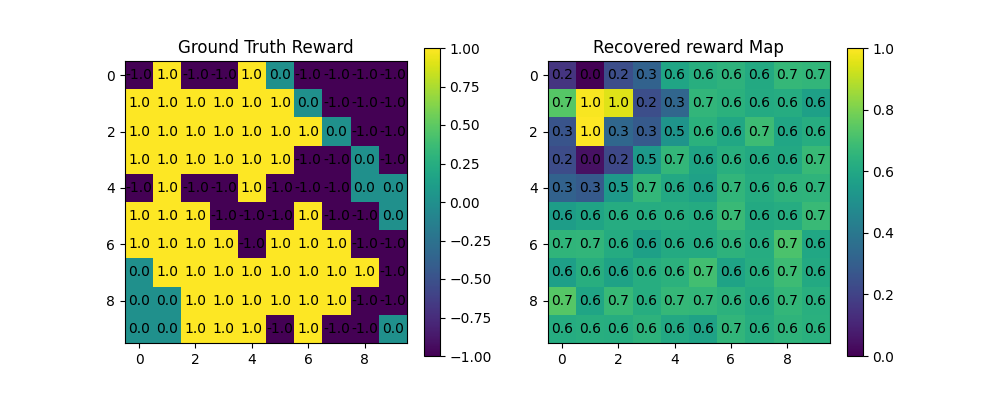 Ground Truth Reward
0 -1.0 1.0 -1.0 -1.0 1.0 0.0 -1.0 -1.0 -1.0 -1.0
1.0 1.0 1.0 1.0 1.0 1.0 0.0 -1.0 -1.0 -1.0
2 1.0 1.0 1.0 1.0 1.0 1.0 1.0 0.0 -1.0 -1.0
1.0 1.0 1.0 1.0 1.0 1.0 -1.0 -1.0 0.0 -1.0
4 -1.0 1.0 -1.0 -1.0 1.0 -1.0 -1.0 -1.0 0.0 0.0
1.0 1.0 1.0 -1.0 -1.0 -1.0 1.0 -1.0 -1.0 0.0
6 1.0 1.0 1.0 1.0 -1.0 1.0 1.0 1.0 -1.0 -1.0
0.0 1.0 1.0 1.0 1.0 1.0 1.0 1.0 1.0 -1.0
8 0.0 0.0 1.0 1.0 1.0 1.0 1.0 1.0 -1.0 -1.0
0.0 0.0 1.0 1.0 1.0 -1.0 1.0 -1.0 -1.0 0.0
0 2 4 6 8
1.00
0.75
0.50
0.25
0.00
−0.25
−0.50
−0.75
−1.00
Recovered reward Map
0 0.2 0.0 0.2 0.3 0.6 0.6 0.6 0.6 0.7 0.7
0.7 1.0 1.0 0.2 0.3 0.7 0.6 0.6 0.6 0.6
2 0.3 1.0 0.3 0.3 0.5 0.6 0.6 0.7 0.6 0.6
0.2 0.0 0.2 0.5 0.7 0.6 0.6 0.6 0.6 0.7
4 0.3 0.3 0.5 0.7 0.6 0.6 0.7 0.6 0.6 0.7
0.6 0.6 0.6 0.6 0.6 0.6 0.7 0.6 0.6 0.7
6 0.7 0.7 0.6 0.6 0.6 0.6 0.6 0.6 0.7 0.6
0.6 0.7 0.6 0.6 0.6 0.7 0.6 0.6 0.7 0.6
8 0.7 0.6 0.7 0.6 0.7 0.7 0.6 0.7 0.6 0.6
0.6 0.6 0.6 0.6 0.6 0.6 0.7 0.6 0.6 0.6
0 2 4 6 8
1.0
0.8
0.6
0.4
0.2
0.0